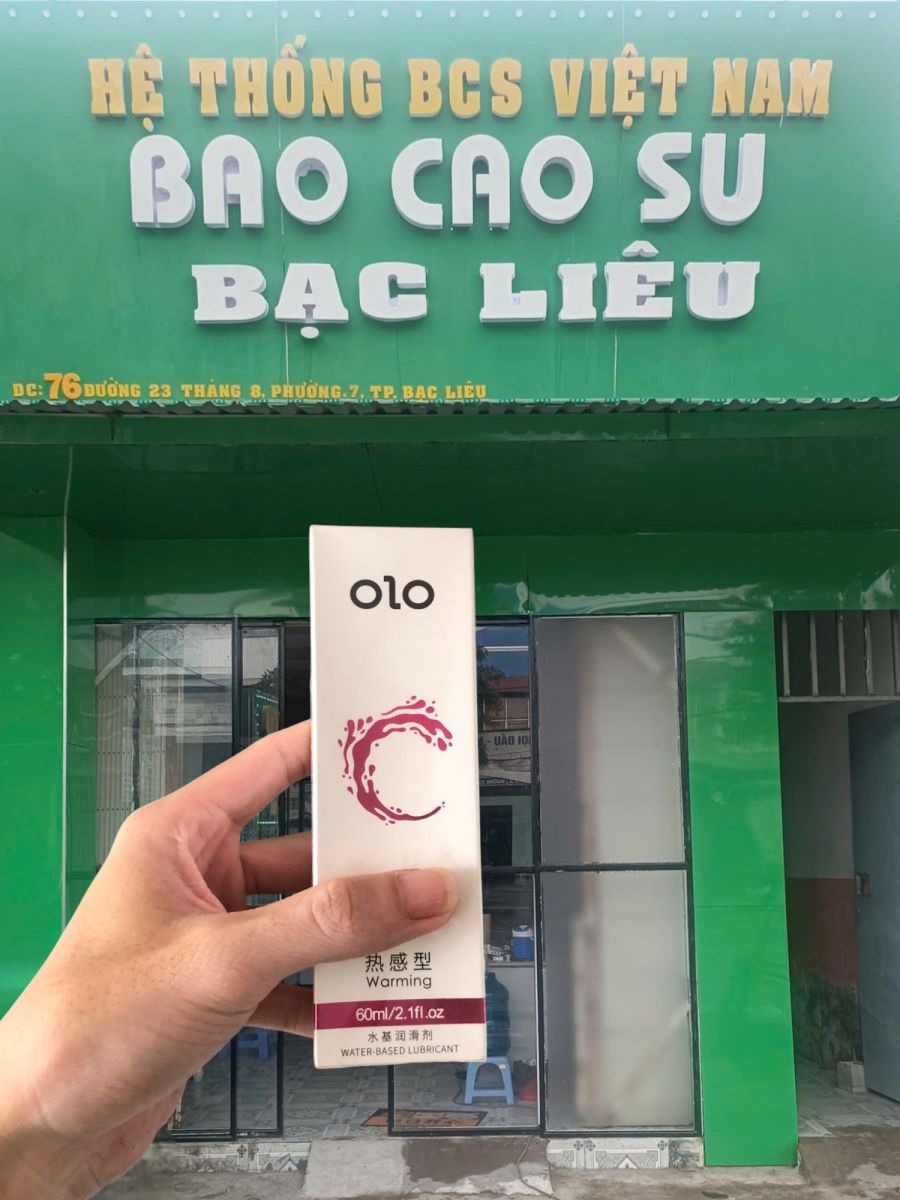 HỆ THỐNG BCS VIỆT NAM
BAO CAO SU
BẠC LIÊU
ĐC: 76 ĐƯỜNG 23 THÁNG 8, PHƯỜNG.7, TP. BẠC LIÊU
olo
热感型
Warming
60ml/2.1fl.oz
水基润滑剂
WATER-BASED LUBRICANT